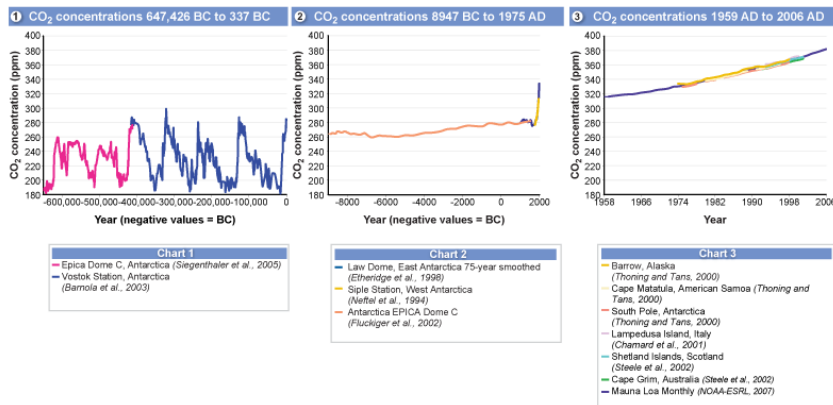 1 CO2 concentrations 647,426 BC to 337 BC
CO2 concentration (ppm)
400
380
360
340
320
300
280
260
240
220
200
180
-600,000 -500,000 -400,000 -300,000 -200,000 -100,000 0
Year (negative values = BC)
Chart 1
Epica Dome C, Antarctica (Siegenthaler et al., 2005)
Vostok Station, Antarctica
(Barnola et al., 2003)
2 CO2 concentrations 8947 BC to 1975 AD
CO2 concentration (ppm)
400
380
360
340
320
300
280
260
240
220
200
180
-8000 -6000 -4000 -2000 0 2000
Year (negative values = BC)
Chart 2
Law Dome, East Antarctica 75-year smoothed
(Etheridge et al., 1998)
Siple Station, West Antarctica
(Neftel et al., 1994)
Antarctica EPICA Dome C
(Fluckiger et al., 2002)
3 CO2 concentrations 1959 AD to 2006 AD
CO2 concentration (ppm)
400
380
360
340
320
300
280
260
240
220
200
180
1958 1966 1974 1982 1990 1998 2006
Year
Chart 3
Barrow, Alaska
(Thoning and Tans, 2000)
Cape Matatula, American Samoa (Thoning and
Tans, 2000)
South Pole, Antarctica
(Thoning and Tans, 2000)
Lampedusa Island, Italy
(Chamard et al., 2001)
Shetland Islands, Scotland
(Steele et al., 2002)
Cape Grim, Australia (Steele et al., 2002)
Mauna Loa Monthly (NOAA-ESRL, 2007)